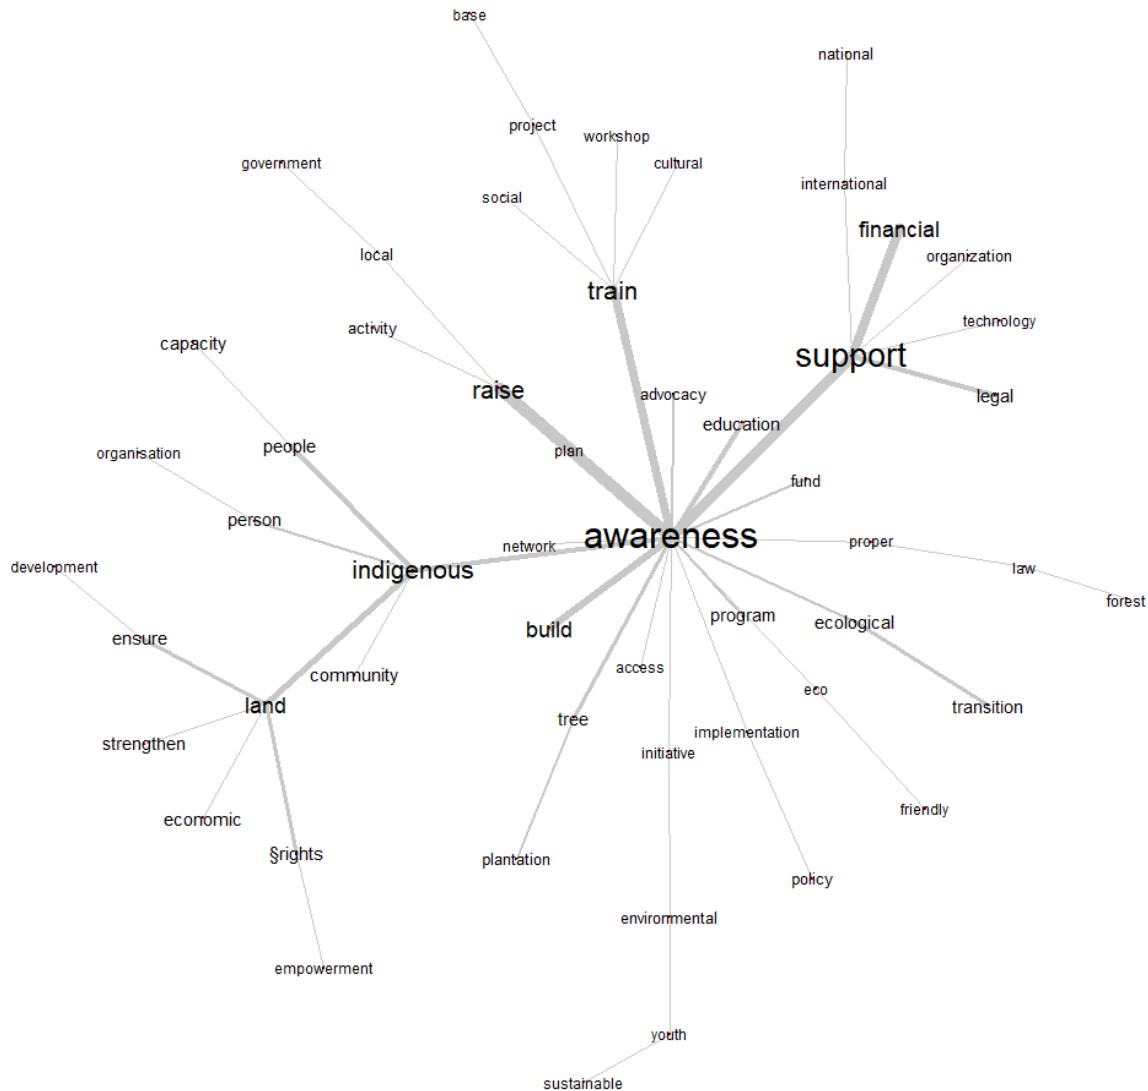 base
national
project
workshop
cultural
government
international
social
financial
local
organization
train
technology
activity
capacity
support
raise
advocacy
legal
education
people
plan
organisation
fund
person
awareness
network
proper
development
indigenous
law
forest
program
ecological
build
ensure
access
community
eco
land
transition
tree
implementation
strengthen
initiative
friendly
economic
§rights
plantation
policy
environmental
empowerment
youth
sustainable